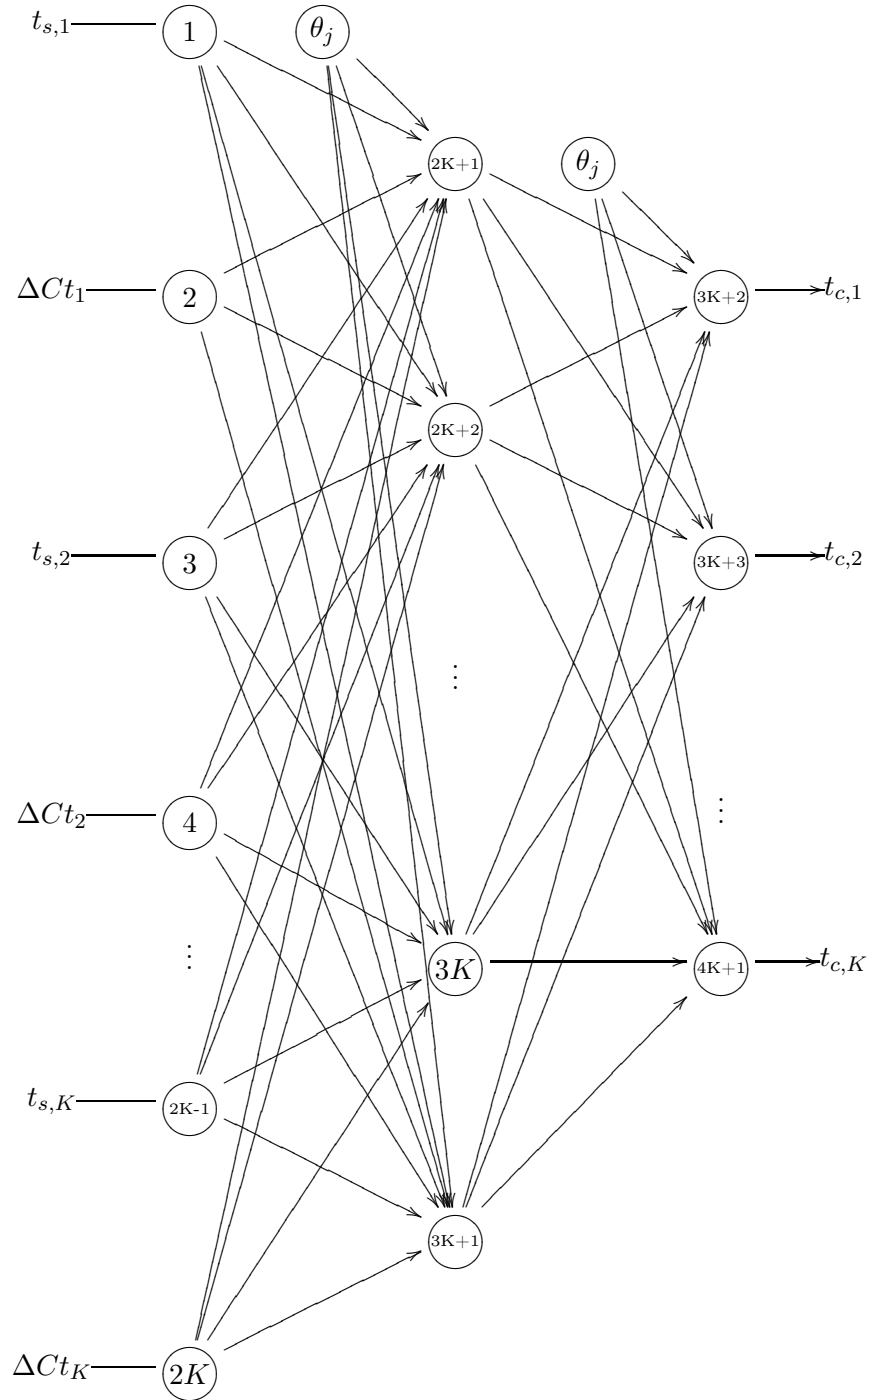 t_{s,1} 1 θ_j
2K+1 θ_j
ΔCt_1 2 3K+2 t_{c,1}
2K+2
t_{s,2} 3 3K+3 t_{c,2}
⋮
ΔCt_2 4 ⋮
⋮ 3K 4K+1 t_{c,K}
t_{s,K} 2K-1
3K+1
ΔCt_K 2K